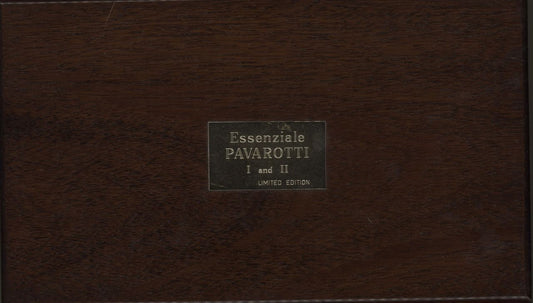 Essenziale
PAVAROTTI
I and II
LIMITED EDITION